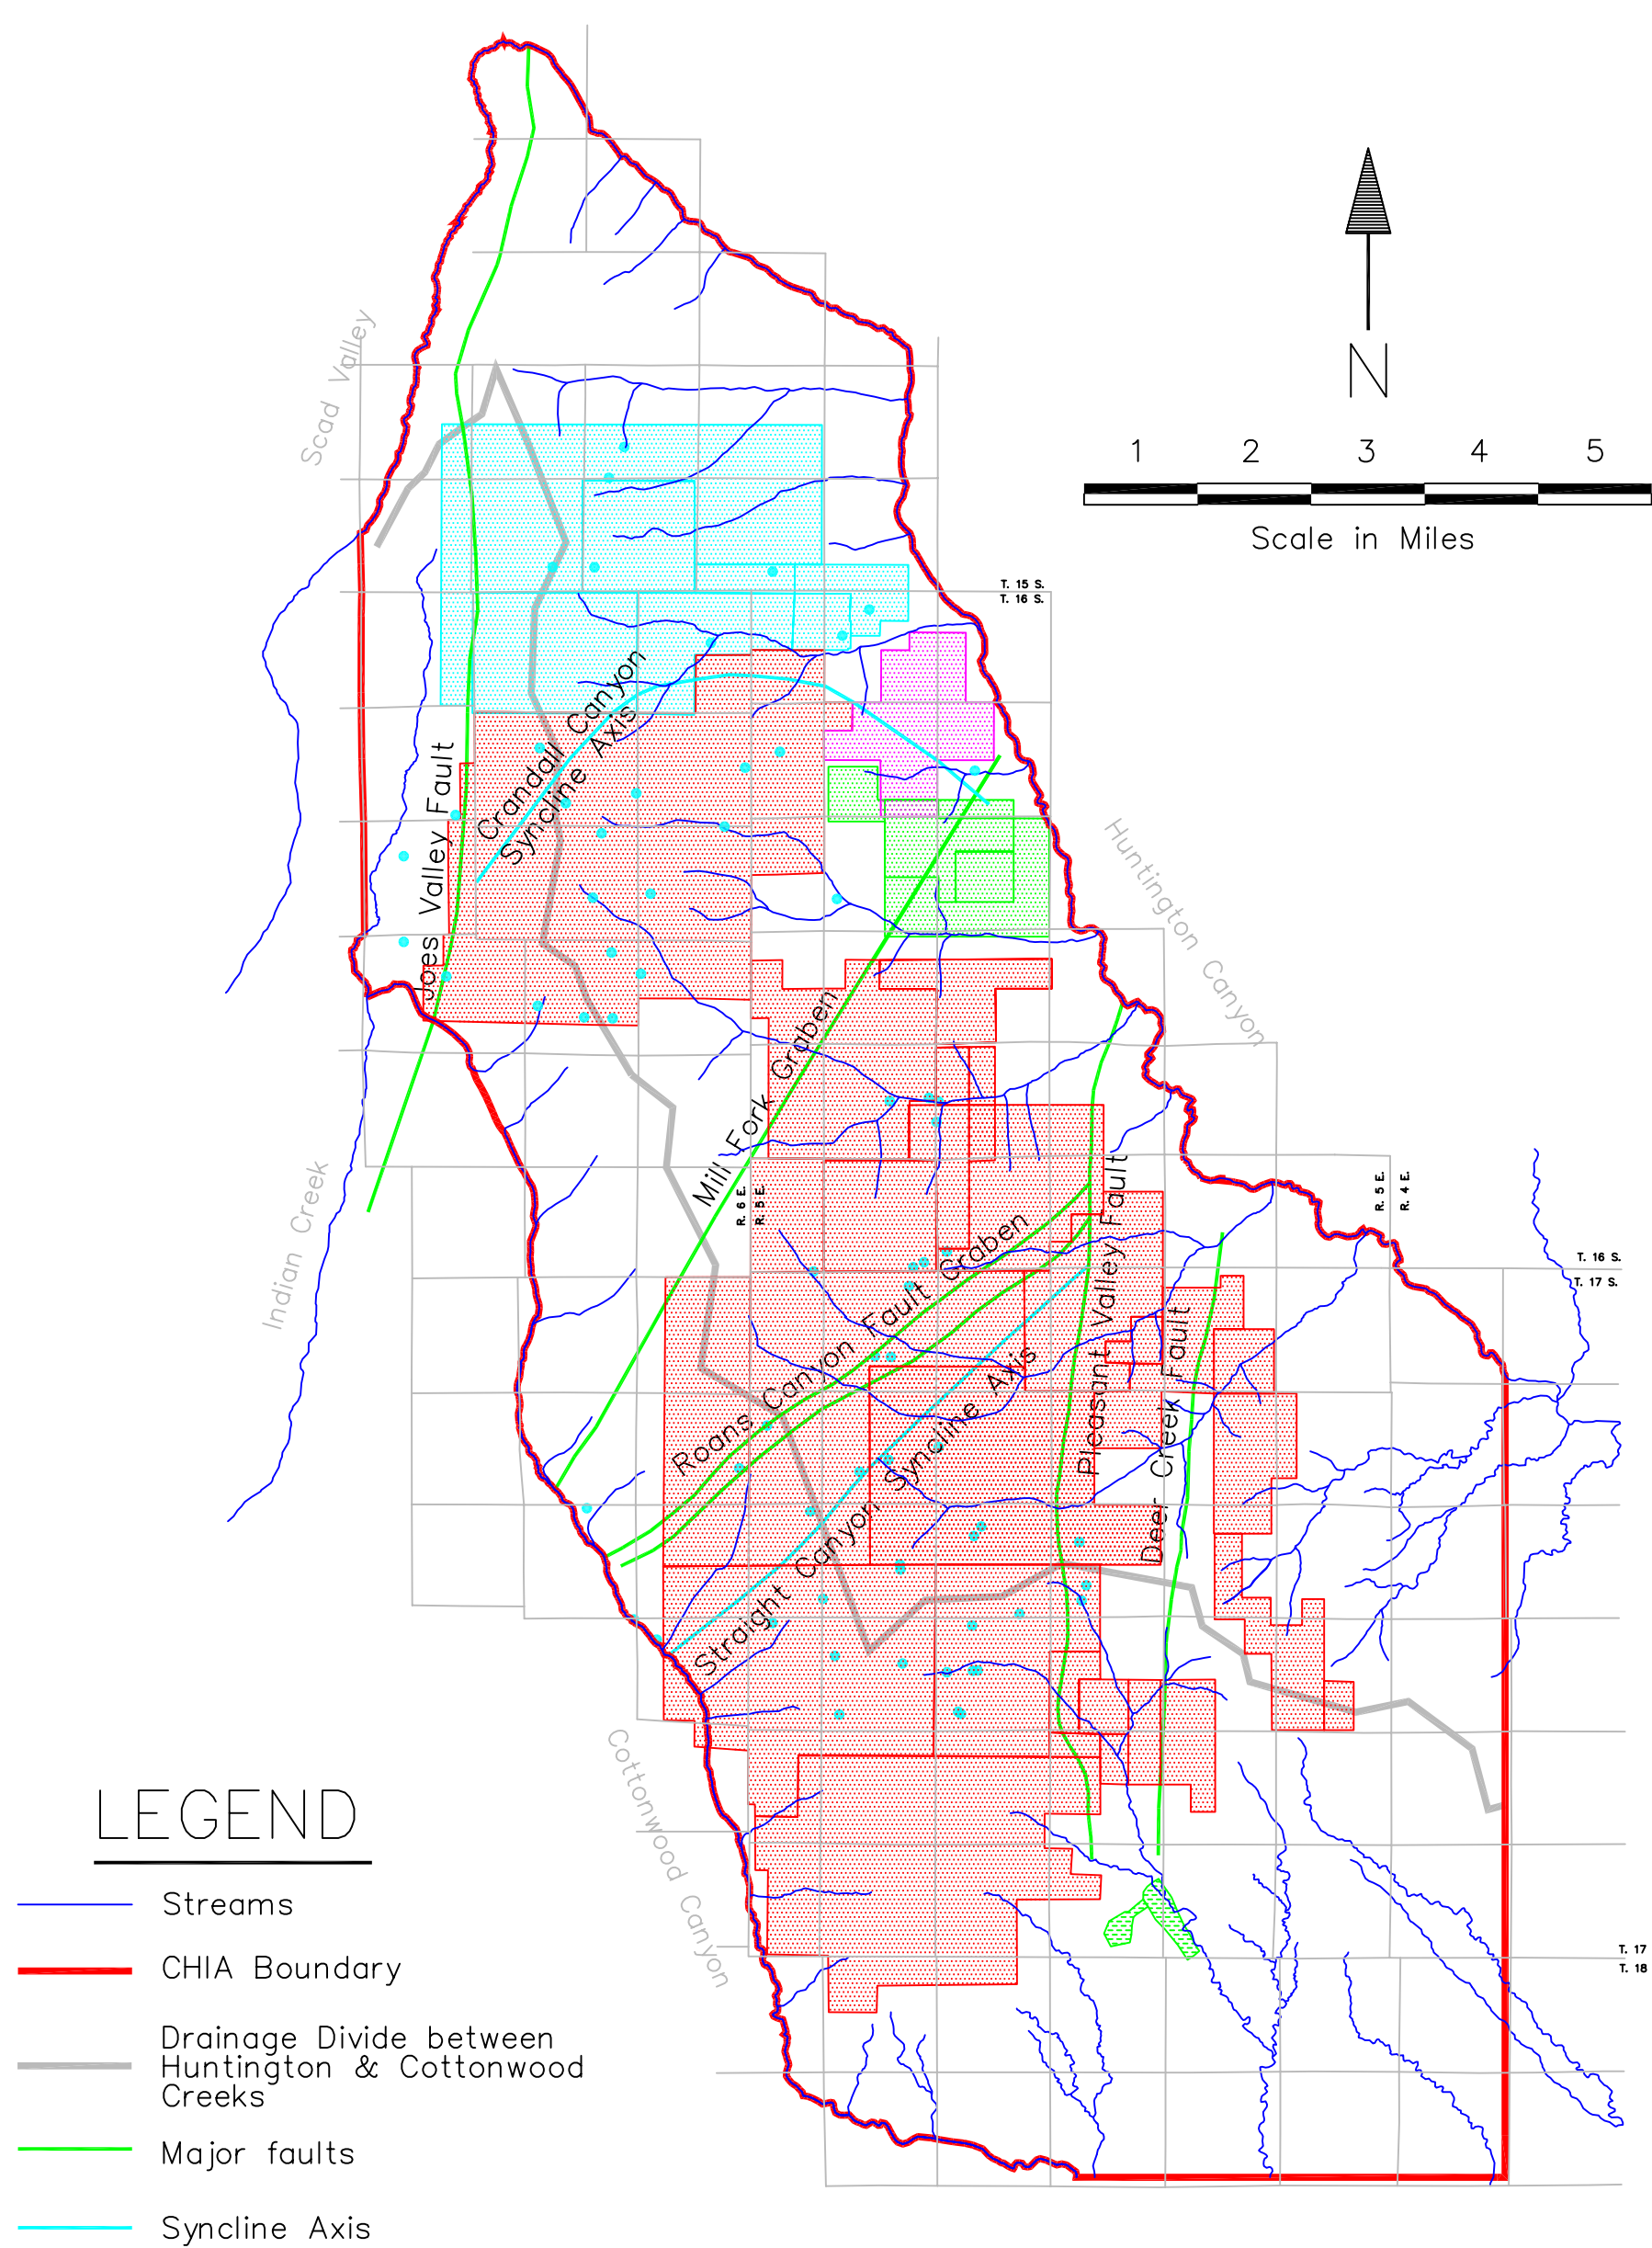 N
1 2 3 4 5
Scale in Miles
Scad Valley
T. 15 S.
T. 16 S.
Crandall Canyon
Syncline Axis
Joes Valley Fault
Huntington Canyon
Mill Fork Graben
R. 6 E.
R. 5 E.
R. 5 E.
R. 4 E.
Indian Creek
T. 16 S.
T. 17 S.
Roans Canyon Fault Graben
Pleasant Valley Fault
Deer Creek Fault
Straight Canyon Syncline Axis
Cottonwood Canyon
T. 17
T. 18
LEGEND
Streams
CHIA Boundary
Drainage Divide between
Huntington & Cottonwood
Creeks
Major faults
Syncline Axis